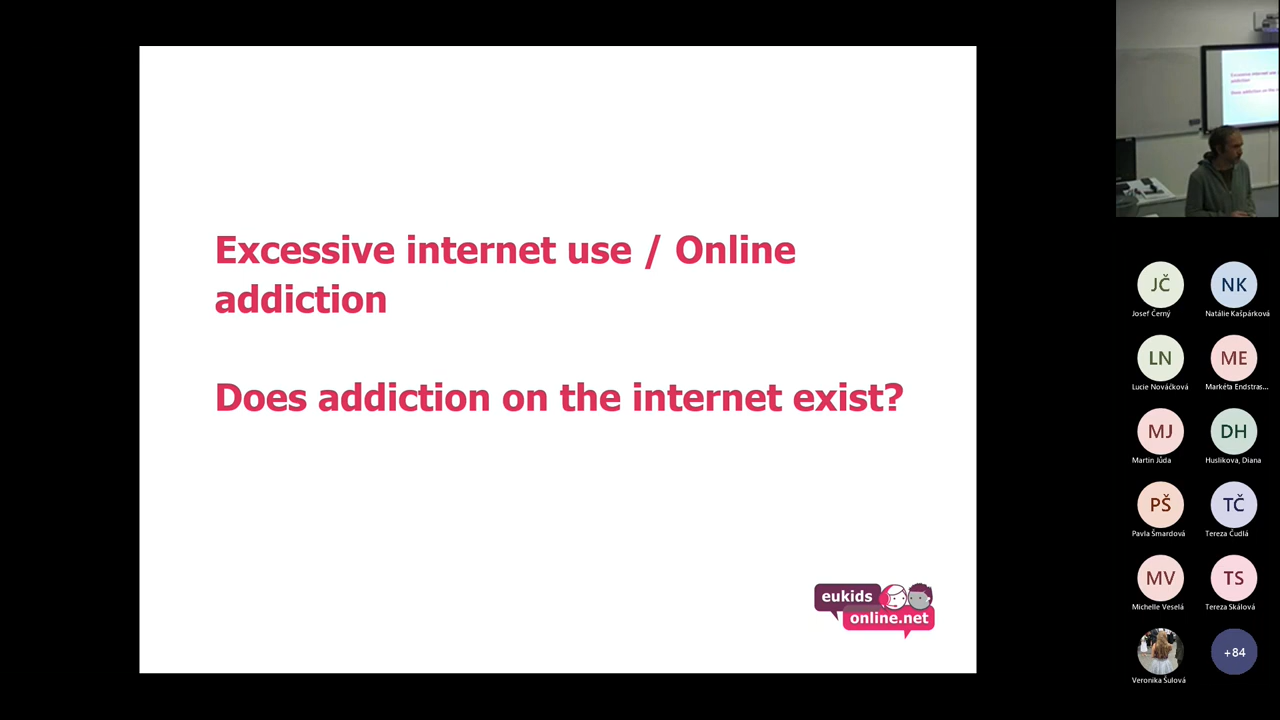 Excessive internet use / Online
addiction
Does addiction on the internet exist?
eukids
online.net
JČ
Josef Černý
NK
Natálie Kašpárková
LN
Lucie Nováčková
ME
Markéta Endstras...
MJ
Martin Jůda
DH
Huslikova, Diana
PŠ
Pavla Šmardová
TČ
Tereza Čudlá
MV
Michelle Veselá
TS
Tereza Skálová
Veronika Šulová
+84